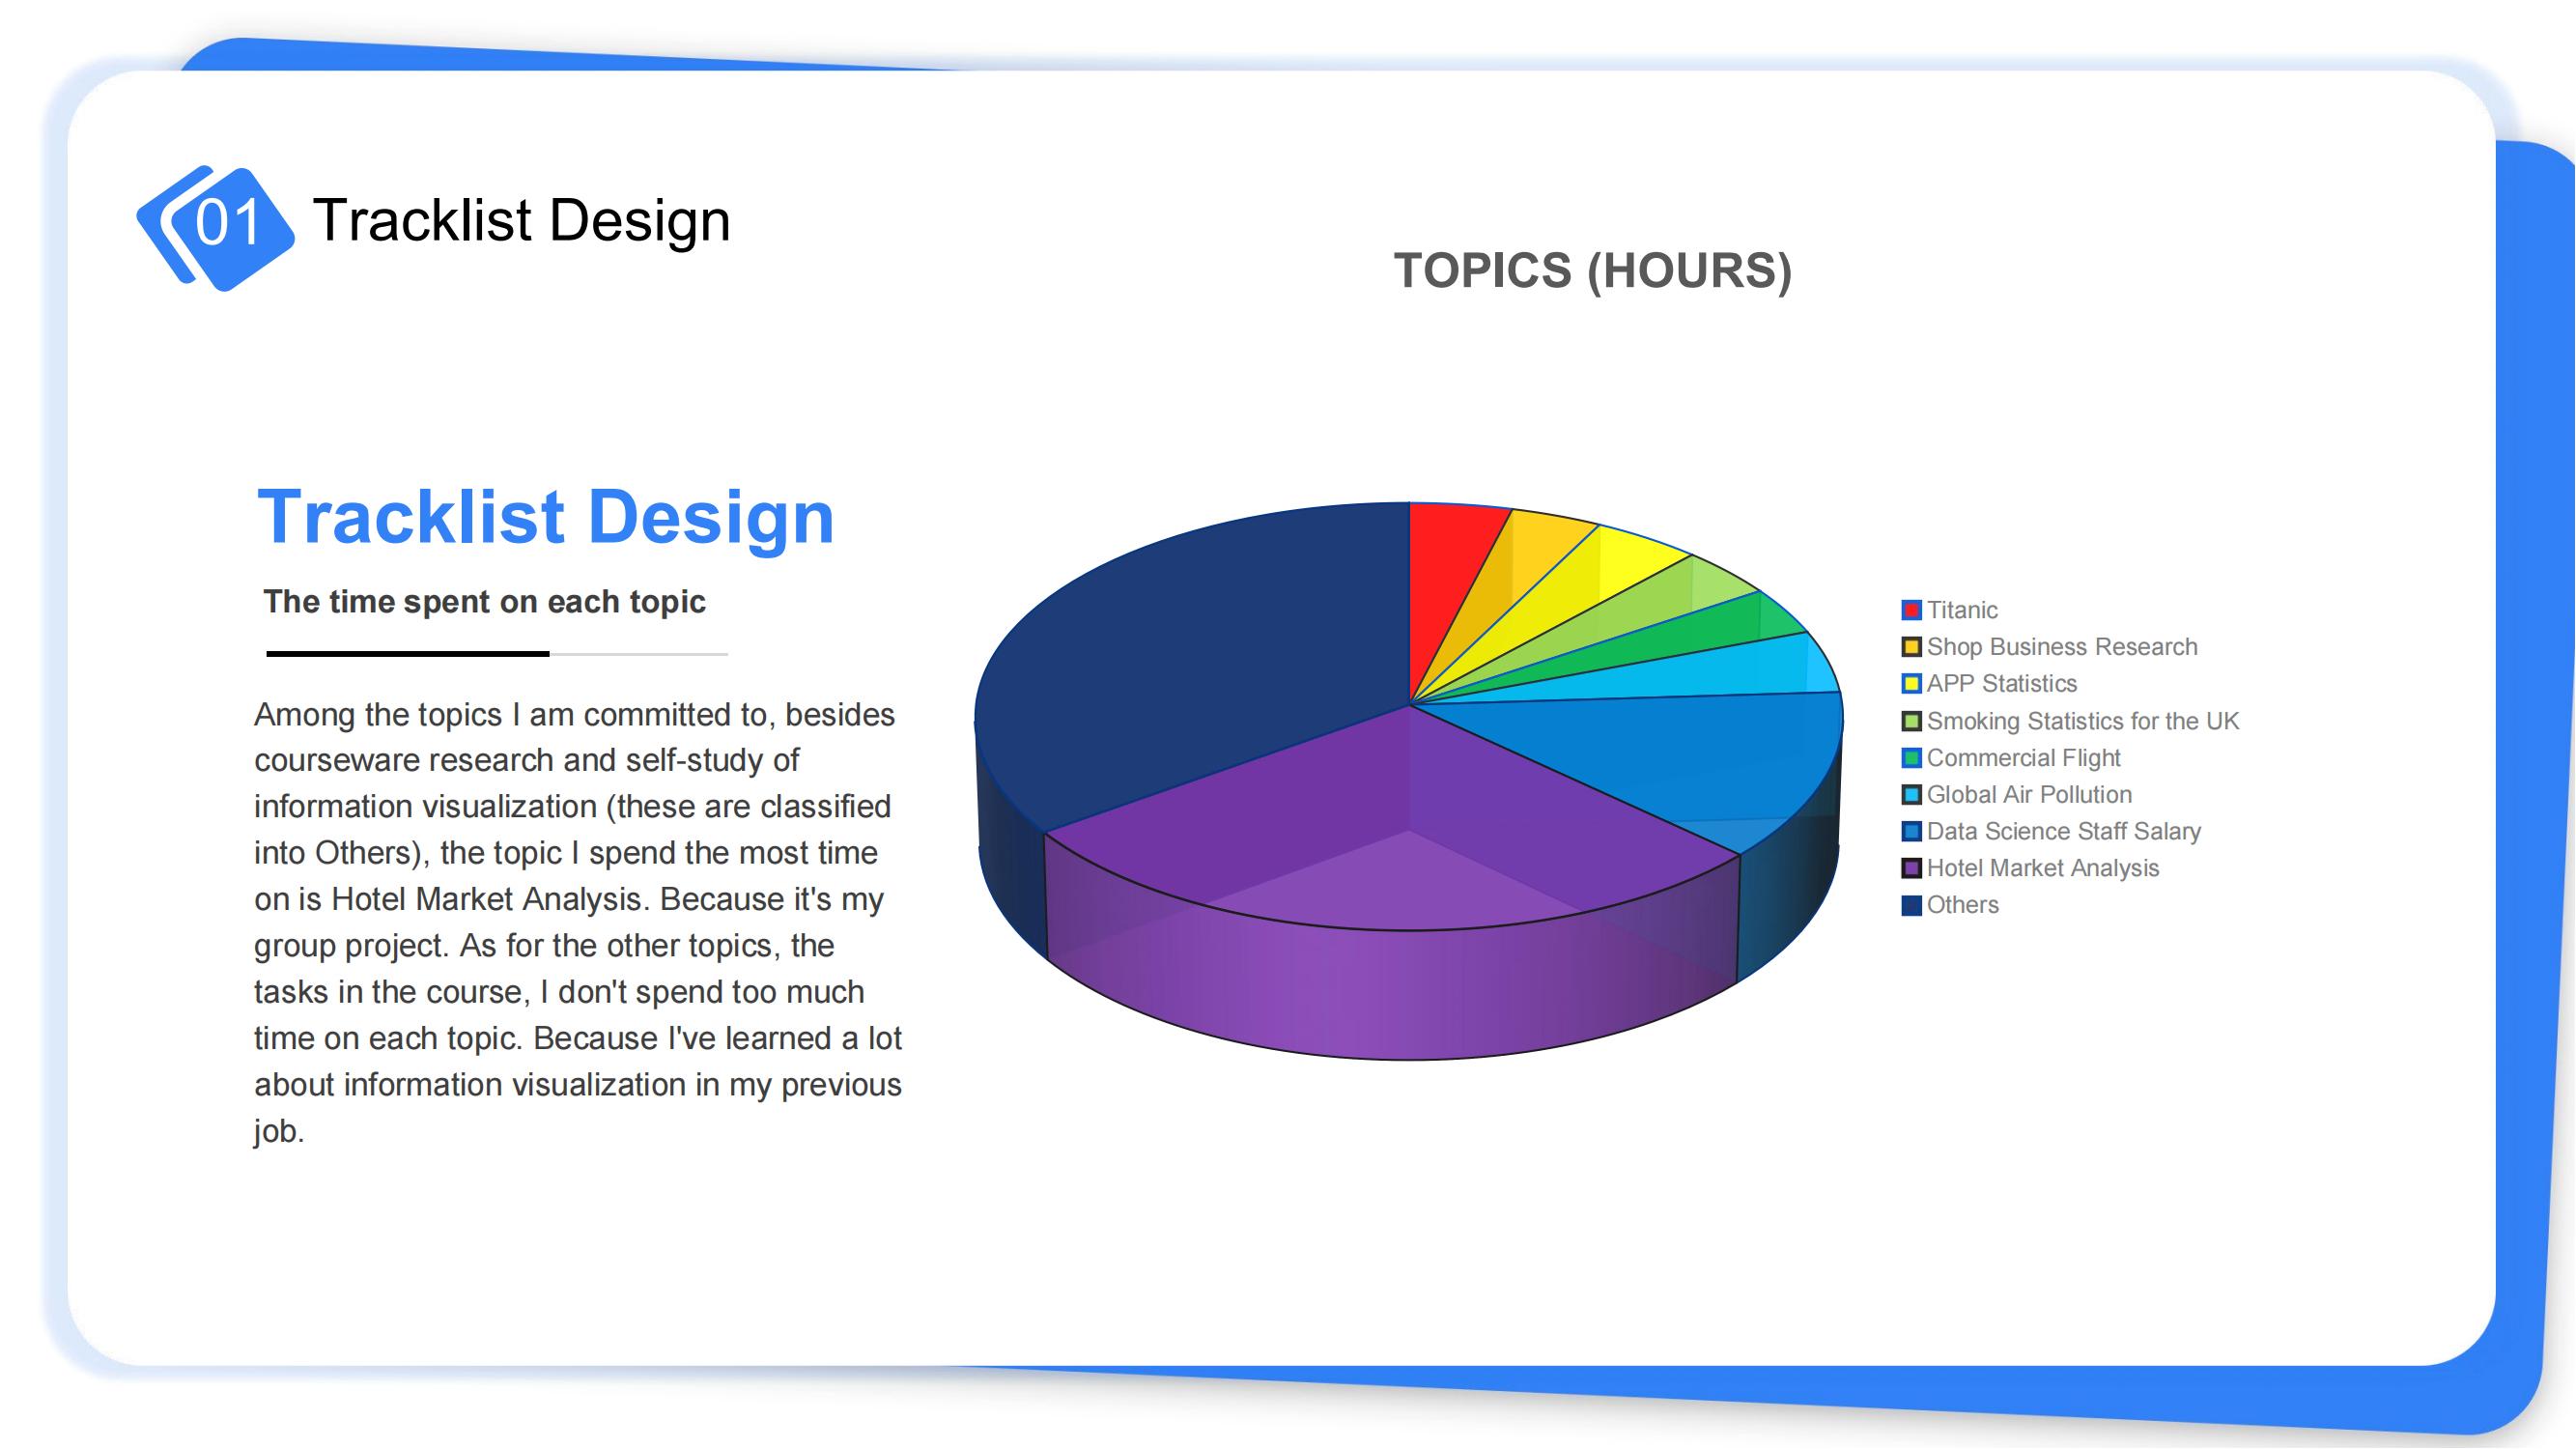 01 Tracklist Design
TOPICS (HOURS)
Tracklist Design
The time spent on each topic
Among the topics I am committed to, besides
courseware research and self-study of
information visualization (these are classified
into Others), the topic I spend the most time
on is Hotel Market Analysis. Because it's my
group project. As for the other topics, the
tasks in the course, I don't spend too much
time on each topic. Because I've learned a lot
about information visualization in my previous
job.
Titanic
Shop Business Research
APP Statistics
Smoking Statistics for the UK
Commercial Flight
Global Air Pollution
Data Science Staff Salary
Hotel Market Analysis
Others